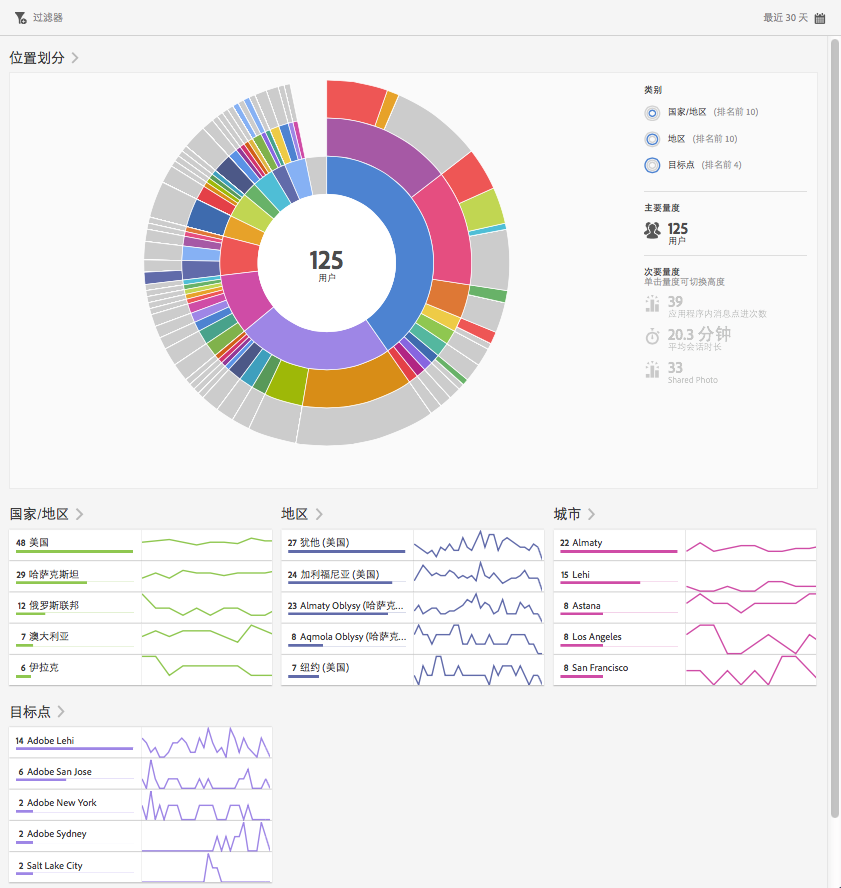 过滤器
最近 30 天
位置划分
类别
国家/地区 (排名前 10)
地区 (排名前 10)
目标点 (排名前 4)
主要量度
125
用户
次要量度
单击量度可切换高度
39
应用程序内消息点进次数
20.3 分钟
平均会话时长
33
Shared Photo
125
用户
国家/地区
48 美国
29 哈萨克斯坦
12 俄罗斯联邦
7 澳大利亚
6 伊拉克
地区
27 犹他 (美国)
24 加利福尼亚 (美国)
23 Almaty Oblysy (哈萨克...
8 Aqmola Oblysy (哈萨克...
7 纽约 (美国)
城市
22 Almaty
15 Lehi
8 Astana
8 Los Angeles
8 San Francisco
目标点
14 Adobe Lehi
6 Adobe San Jose
2 Adobe New York
2 Adobe Sydney
2 Salt Lake City